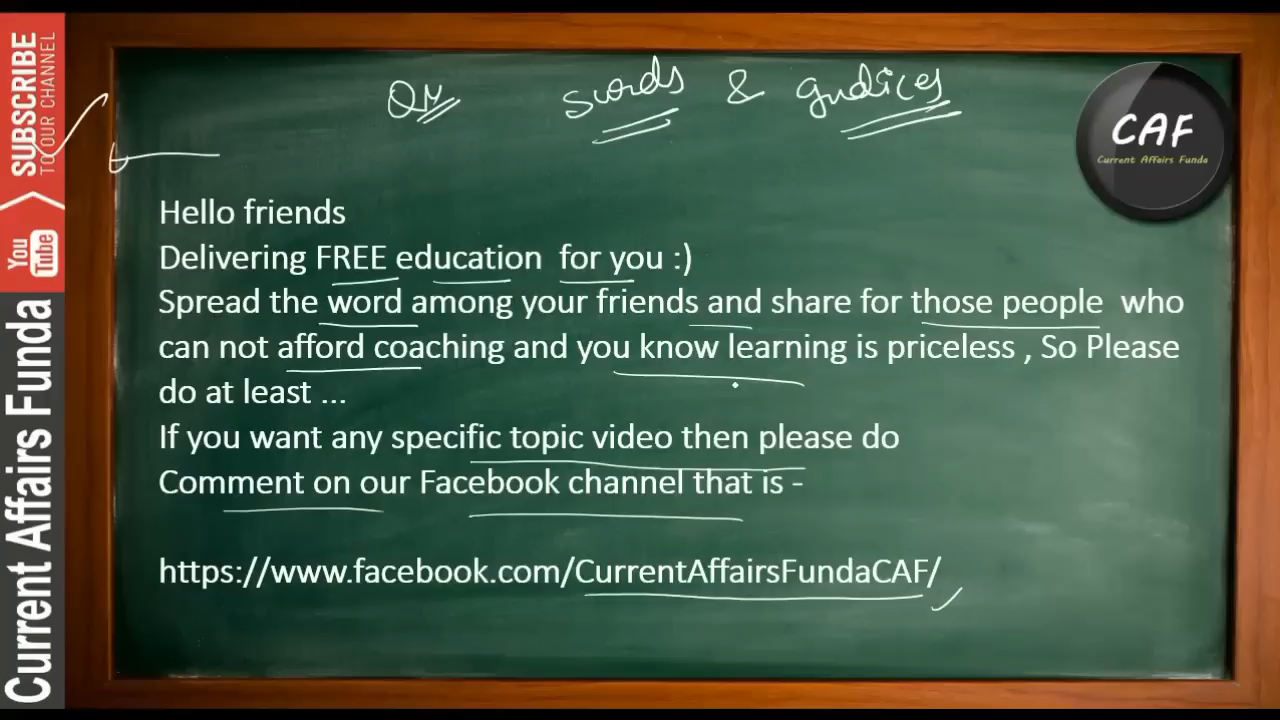 SUBSCRIBE
TO OUR CHANNEL
You Tube
Current Affairs Funda
&
CAF
Current Affairs Funda
Hello friends
Delivering FREE education for you :)
Spread the word among your friends and share for those people who
can not afford coaching and you know learning is priceless , So Please
do at least ...
If you want any specific topic video then please do
Comment on our Facebook channel that is -
https://www.facebook.com/CurrentAffairsFundaCAF/